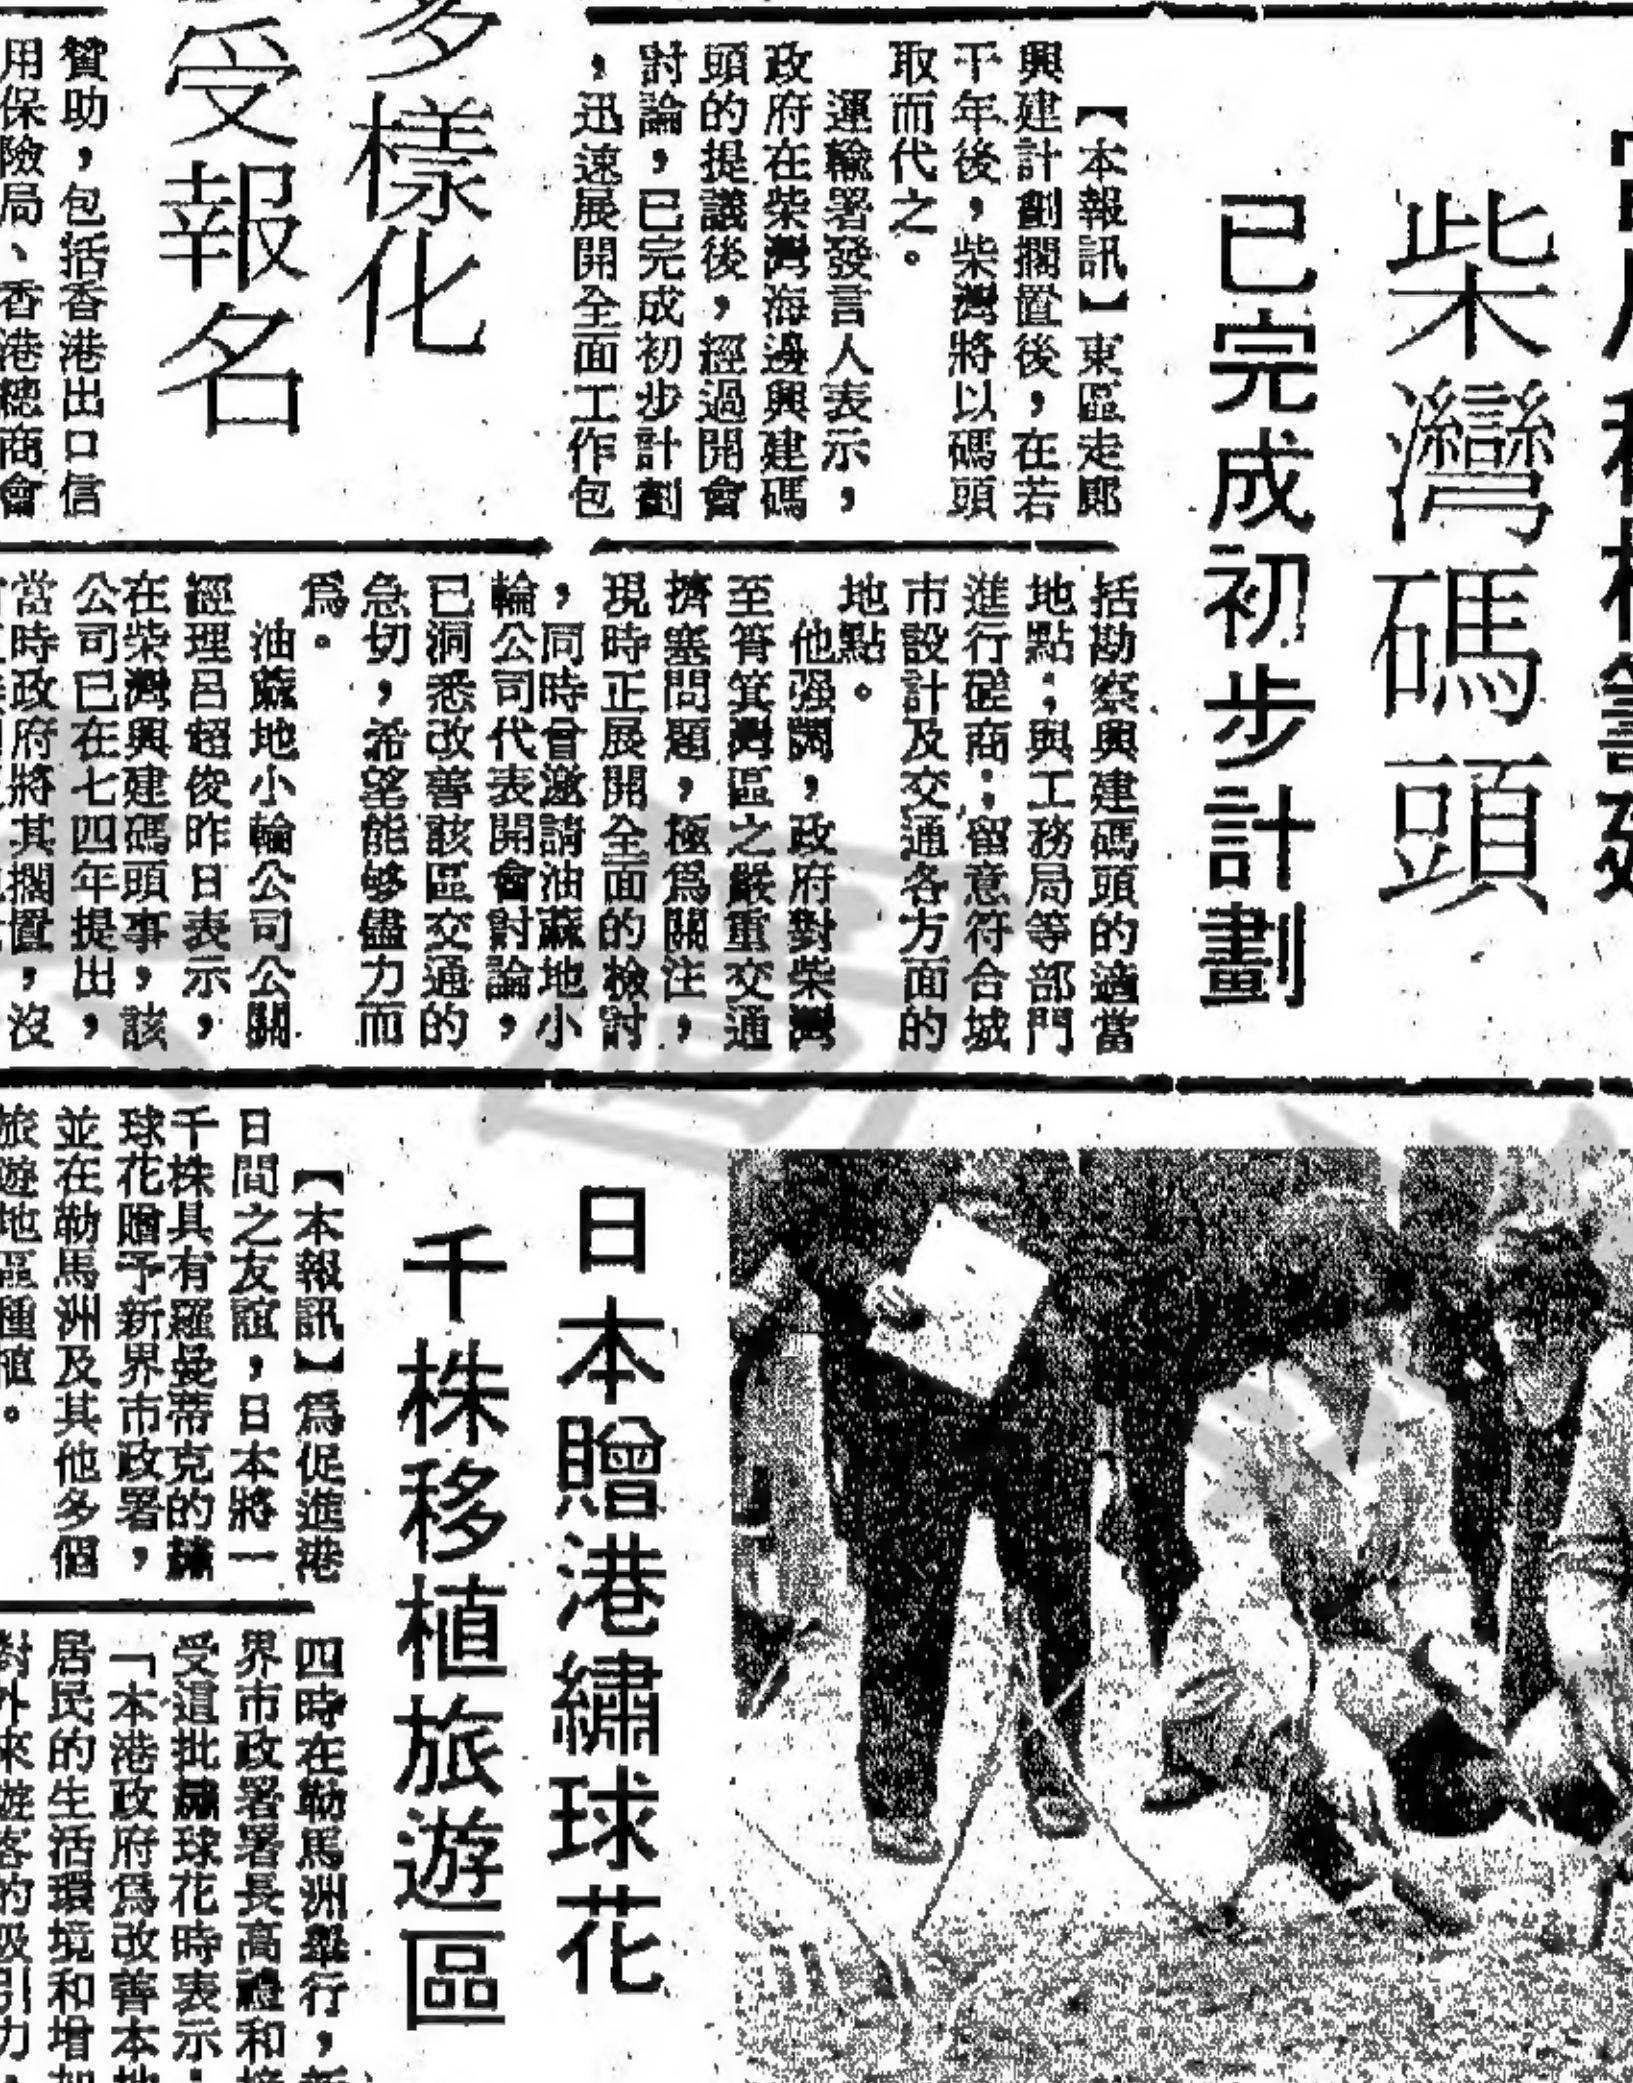 柴灣碼頭
已完成初步計劃
【本報訊】東區走廊
興建計劃擱置後，在若
干年後，柴灣將以碼頭
取而代之。
運輸署發言人表示，
政府在柴灣海邊興建碼
頭的提議後，經過開會
討論，已完成初步計劃
，迅速展開全面工作包
括勘察興建碼頭的適當
地點；與工務局等部門
進行磋商；留意符合城
市設計及交通各方面的
地點。
他强調，政府對柴灣
至筲箕灣區之嚴重交通
擠塞問題，極爲關注，
現時正展開全面的檢討
，同時曾邀請油蔴地小
輪公司代表開會討論，
已洞悉改善該區交通的
急切，希望能够儘力而
爲。
油蔴地小輪公司公關
經理呂超俊昨日表示，
在柴灣興建碼頭事，該
公司已在七四年提出，
當時政府將其擱置，沒
多樣化
受報名
贊助，包括香港出口信
用保險局、香港總商會
日本贈港繡球花
千株移植旅遊區
【本報訊】爲促進港
日間之友誼，日本將一
千株具有羅曼蒂克的繡
球花贈予新界市政署，
並在勒馬洲及其他多個
旅遊地區種植。
四時在勒馬洲舉行，新
界市政署署長高禮和接
受這批繡球花時表示：
「本港政府爲改善本地
居民的生活環境和增加
對外來遊客的吸引力，